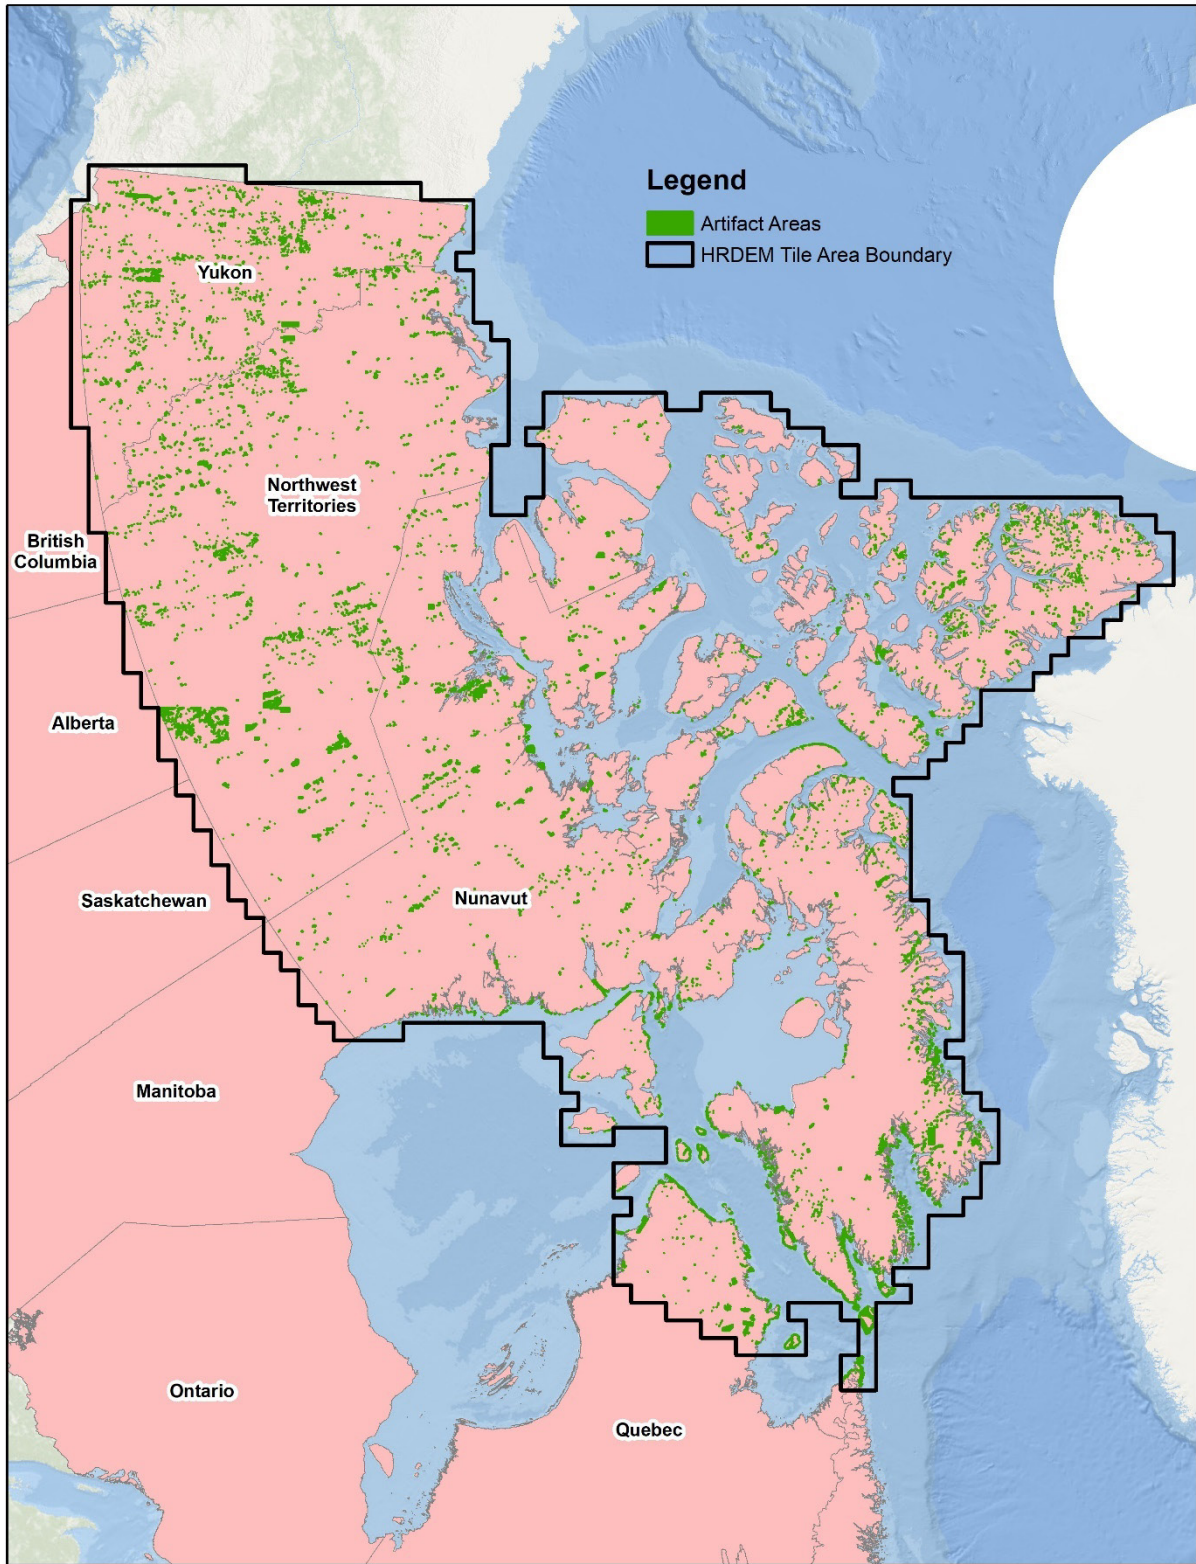 Legend
Artifact Areas
HRDEM Tile Area Boundary
Yukon
Northwest
Territories
British
Columbia
Alberta
Saskatchewan
Nunavut
Manitoba
Ontario
Quebec